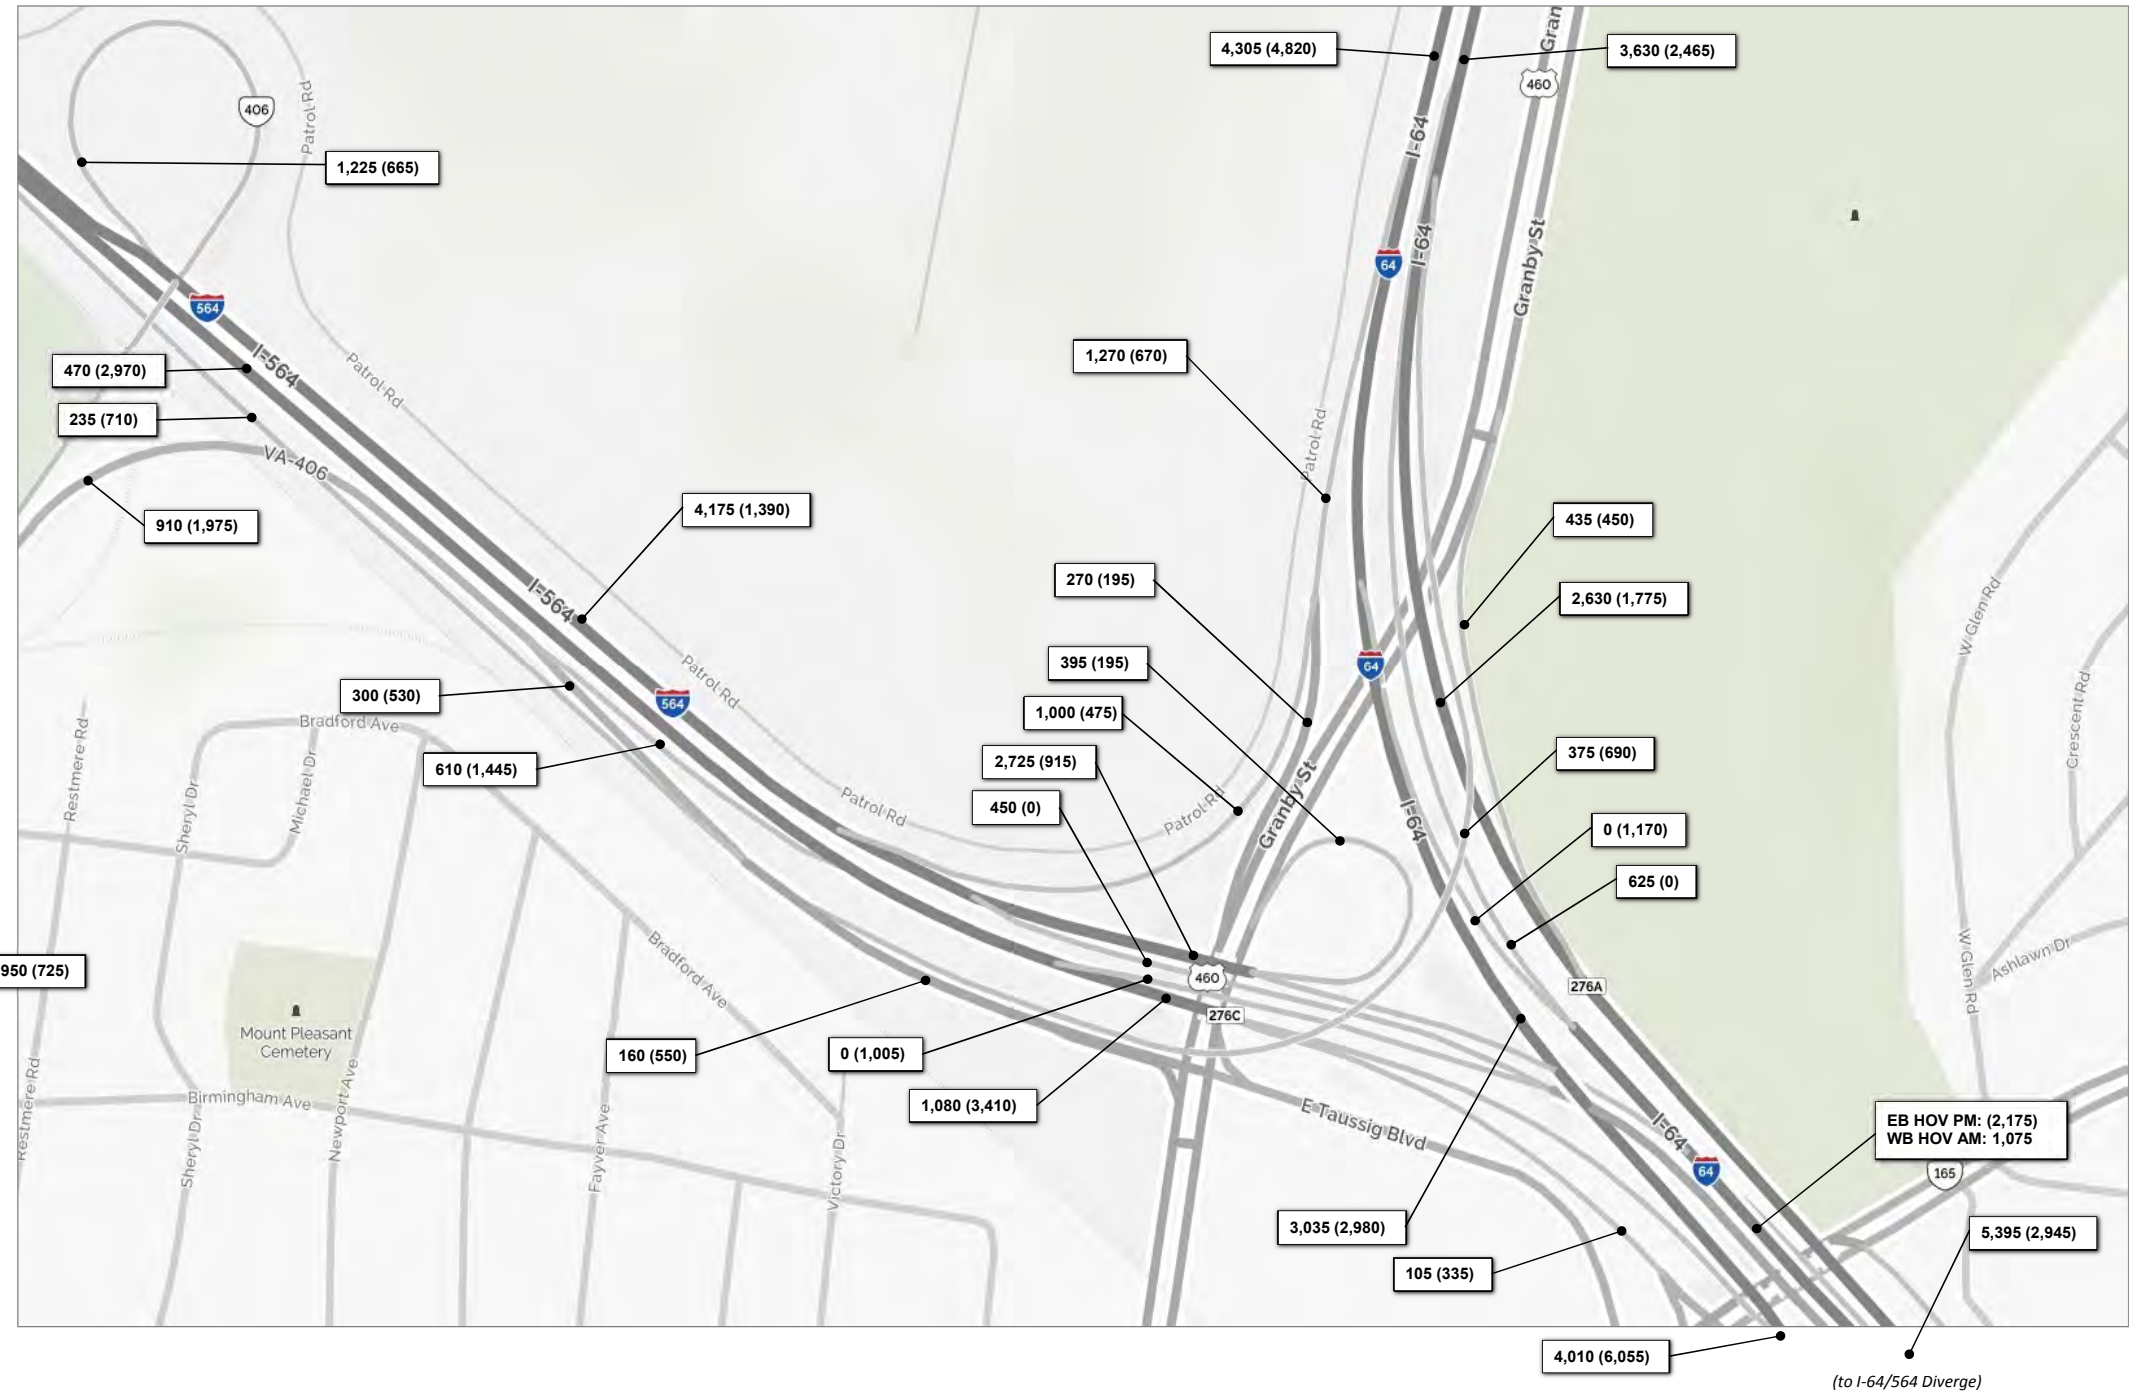 4,305 (4,820)
3,630 (2,465)
Gran
460
406
Patrol Rd
1,225 (665)
I-64
I-64
64
Granby St
564
I-564
470 (2,970)
235 (710)
Patrol Rd
VA-406
910 (1,975)
4,175 (1,390)
1,270 (670)
Patrol Rd
435 (450)
I-564
270 (195)
2,630 (1,775)
W Glen Rd
395 (195)
64
Patrol Rd
300 (530)
564
Crescent Rd
1,000 (475)
Restmere Rd
Bradford Ave
Michael Dr
Sheryl Dr
610 (1,445)
2,725 (915)
375 (690)
450 (0)
Patrol Rd
Patrol Rd
Granby St
I-64
0 (1,170)
625 (0)
950 (725)
Bradford Ave
460
276A
276C
W Glen Rd
Ashlawn Dr
Mount Pleasant
Cemetery
160 (550)
0 (1,005)
1,080 (3,410)
Restmere Rd
Birmingham Ave
Sheryl Dr
Newport Ave
Fayver Ave
Victory Dr
E Taussig Blvd
I-64
64
EB HOV PM: (2,175)
WB HOV AM: 1,075
165
3,035 (2,980)
105 (335)
5,395 (2,945)
4,010 (6,055)
(to I-64/564 Diverge)